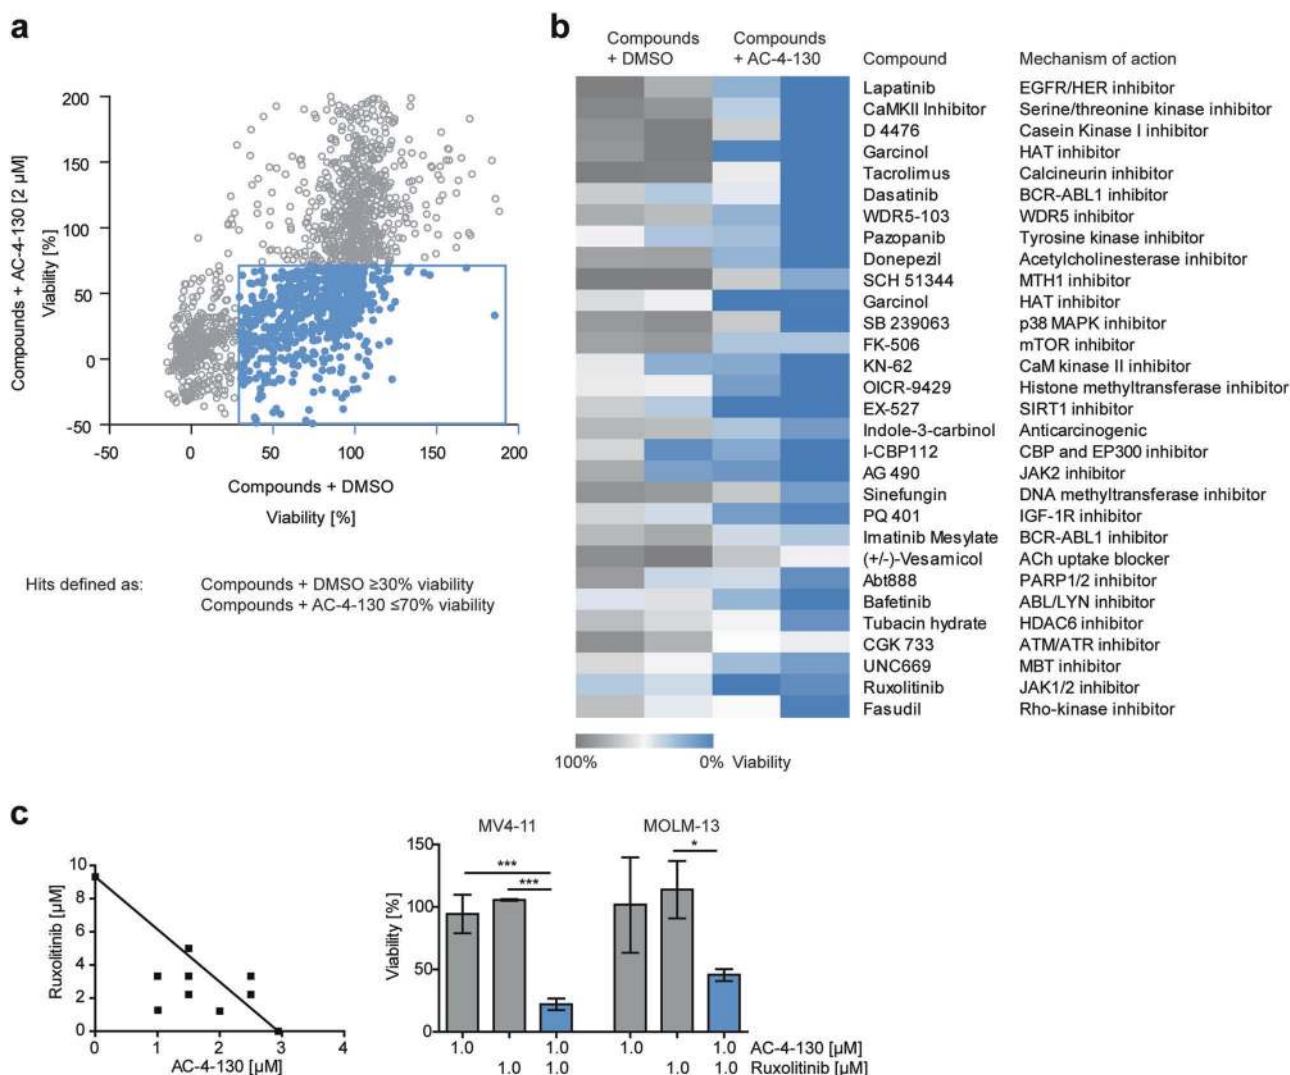 a
Compounds + AC-4-130 [2 µM]
Viability [%]
200
150
100
50
0
-50
-50
0
50
100
150
200
Compounds + DMSO
Viability [%]
Hits defined as:
Compounds + DMSO ≥30% viability
Compounds + AC-4-130 ≤70% viability
b
Compounds
+ DMSO
Compounds
+ AC-4-130
Compound
Mechanism of action
Lapatinib EGFR/HER inhibitor
CaMKII Inhibitor Serine/threonine kinase inhibitor
D 4476 Casein Kinase I inhibitor
Garcinol HAT inhibitor
Tacrolimus Calcineurin inhibitor
Dasatinib BCR-ABL1 inhibitor
WDR5-103 WDR5 inhibitor
Pazopanib Tyrosine kinase inhibitor
Donepezil Acetylcholinesterase inhibitor
SCH 51344 MTH1 inhibitor
Garcinol HAT inhibitor
SB 239063 p38 MAPK inhibitor
FK-506 mTOR inhibitor
KN-62 CaM kinase II inhibitor
OICR-9429 Histone methyltransferase inhibitor
EX-527 SIRT1 inhibitor
Indole-3-carbinol Anticarcinogenic
I-CBP112 CBP and EP300 inhibitor
AG 490 JAK2 inhibitor
Sinefungin DNA methyltransferase inhibitor
PQ 401 IGF-1R inhibitor
Imatinib Mesylate BCR-ABL1 inhibitor
(+/-)-Vesamicol ACh uptake blocker
Abt888 PARP1/2 inhibitor
Bafetinib ABL/LYN inhibitor
Tubacin hydrate HDAC6 inhibitor
CGK 733 ATM/ATR inhibitor
UNC669 MBT inhibitor
Ruxolitinib JAK1/2 inhibitor
Fasudil Rho-kinase inhibitor
100% 0% Viability
c
Ruxolitinib [µM]
10
8
6
4
2
0
0 1 2 3 4
AC-4-130 [µM]
MV4-11 MOLM-13
Viability [%]
150
100
50
0
***
***
*
1.0 1.0 1.0 1.0 AC-4-130 [µM]
1.0 1.0 1.0 1.0 Ruxolitinib [µM]